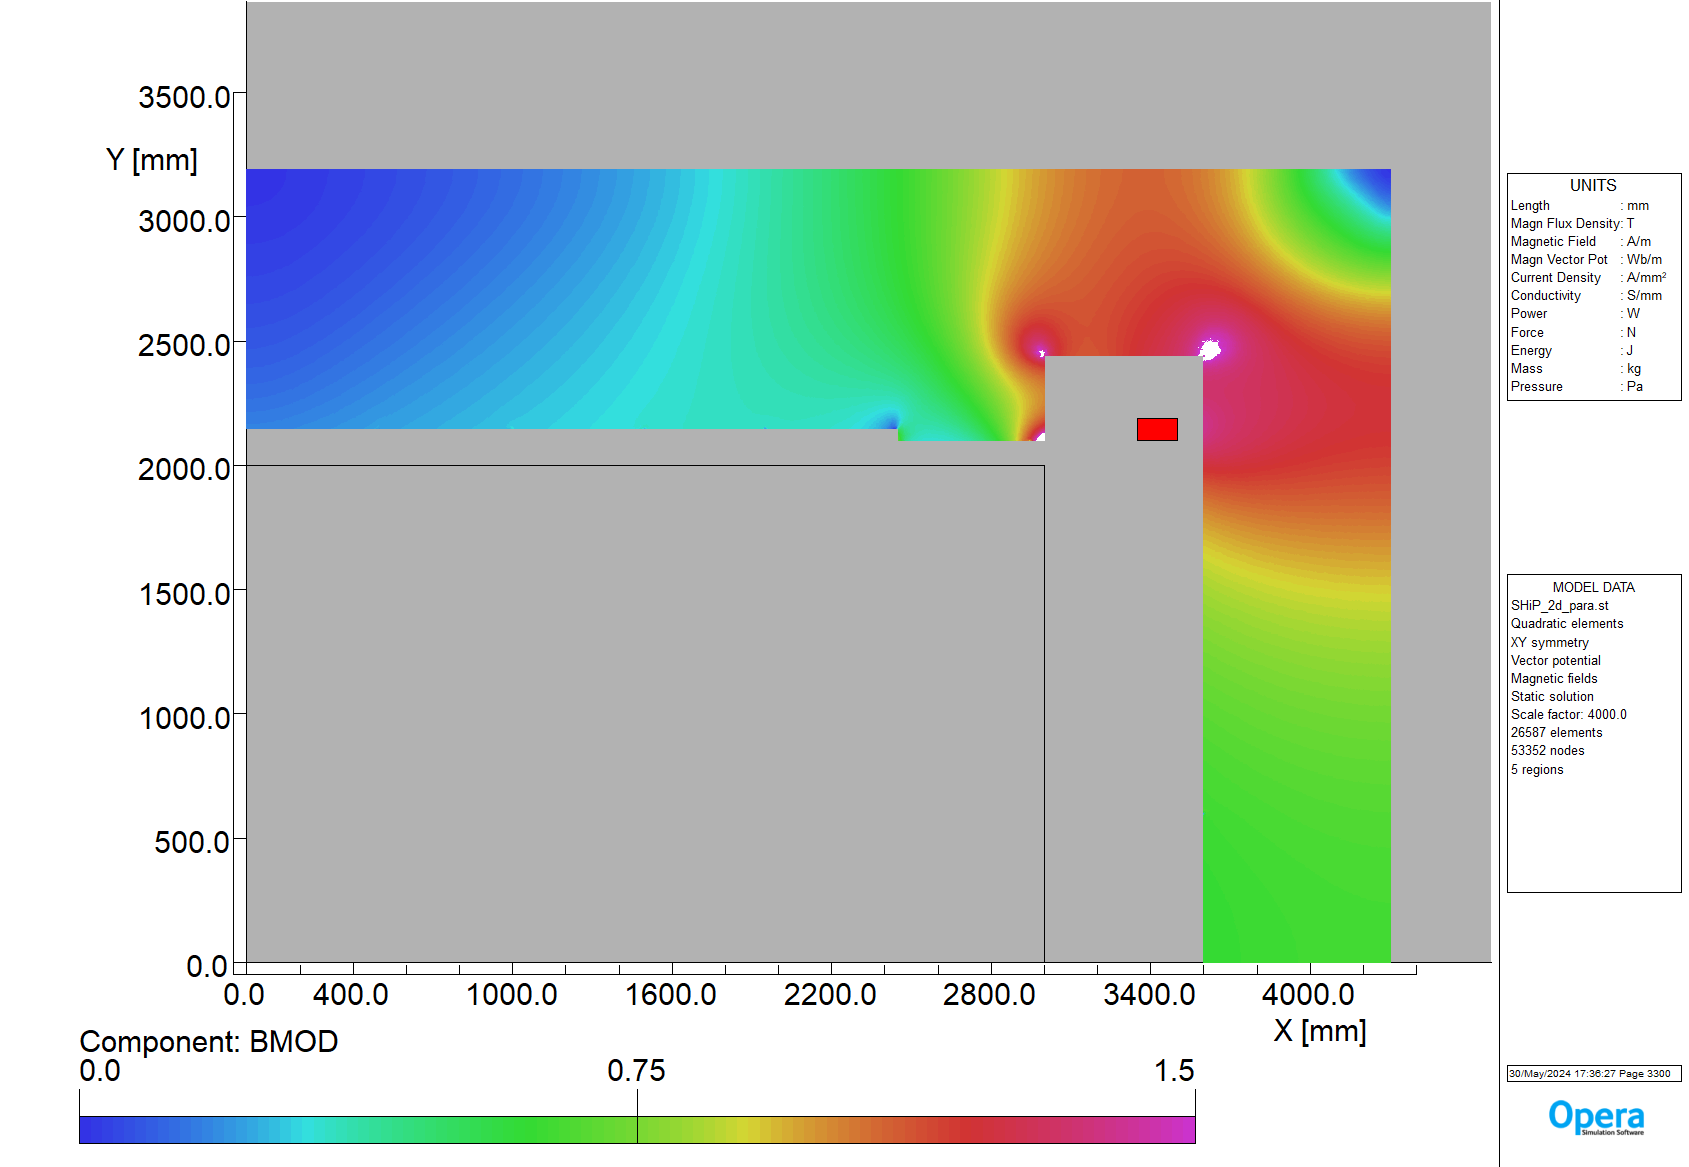 3500.0
Y [mm]
3000.0
2500.0
2000.0
1500.0
1000.0
500.0
0.0
0.0 400.0 1000.0 1600.0 2200.0 2800.0 3400.0 4000.0
X [mm]
Component: BMOD
0.0 0.75 1.5
UNITS
Length : mm
Magn Flux Density : T
Magnetic Field : A/m
Magn Vector Pot : Wb/m
Current Density : A/mm²
Conductivity : S/mm
Power : W
Force : N
Energy : J
Mass : kg
Pressure : Pa
MODEL DATA
SHiP_2d_para.st
Quadratic elements
XY symmetry
Vector potential
Magnetic fields
Static solution
Scale factor: 4000.0
26587 elements
53352 nodes
5 regions
30/May/2024 17:36:27 Page 3300
Opera
Simulation Software